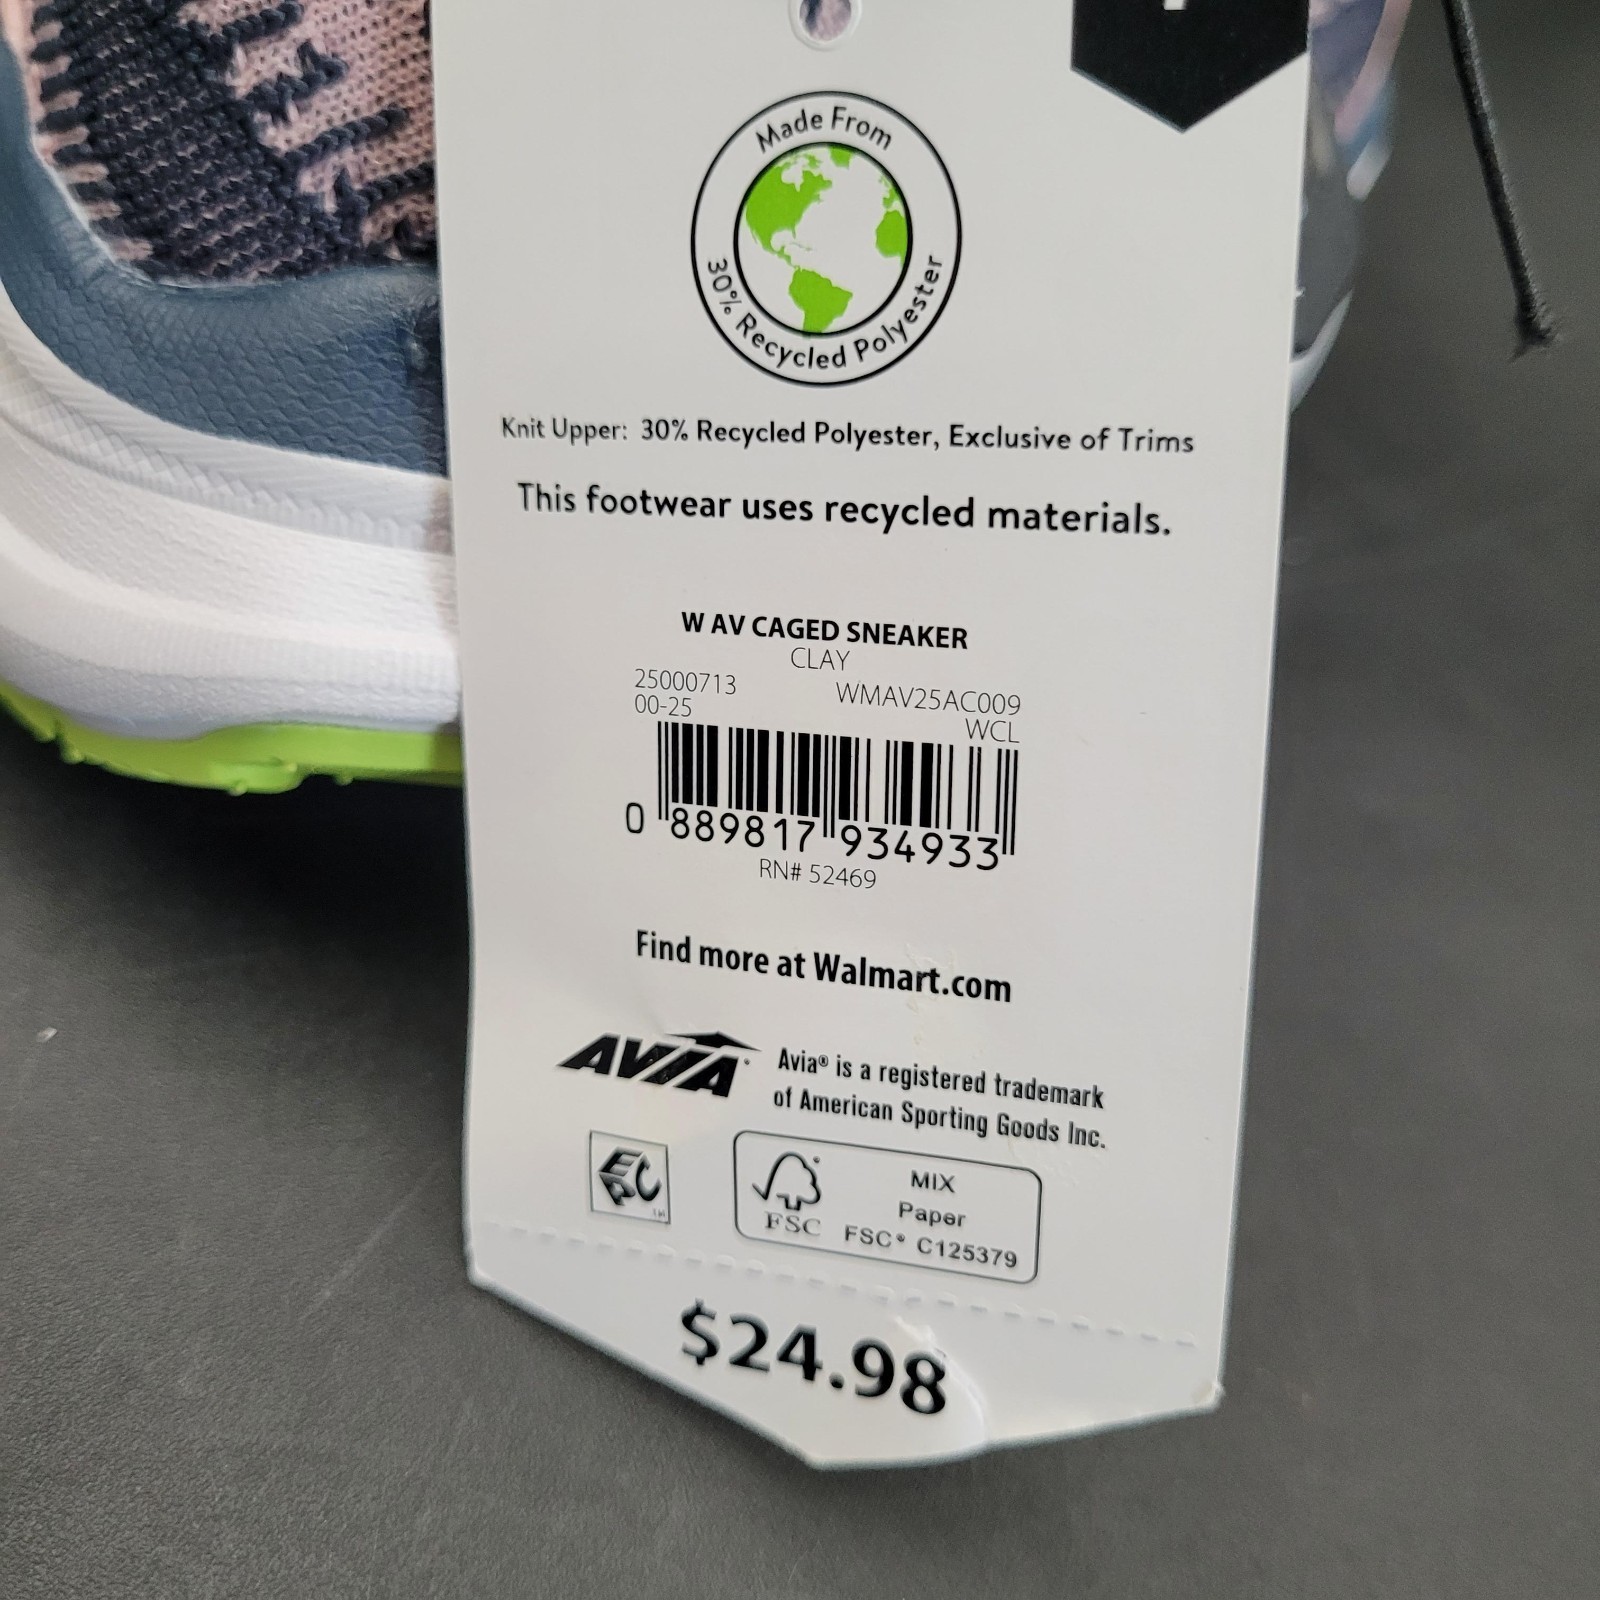 Made From
30% Recycled Polyester
Knit Upper: 30% Recycled Polyester, Exclusive of Trims
This footwear uses recycled materials.
W AV CAGED SNEAKER
CLAY
25000713 WMAV25AC009
00-25 WCL
0 889817 934933
RN# 52469
Find more at Walmart.com
AVIA
Avia® is a registered trademark
of American Sporting Goods Inc.
MIX
Paper
FSC FSC® C125379
$24.98